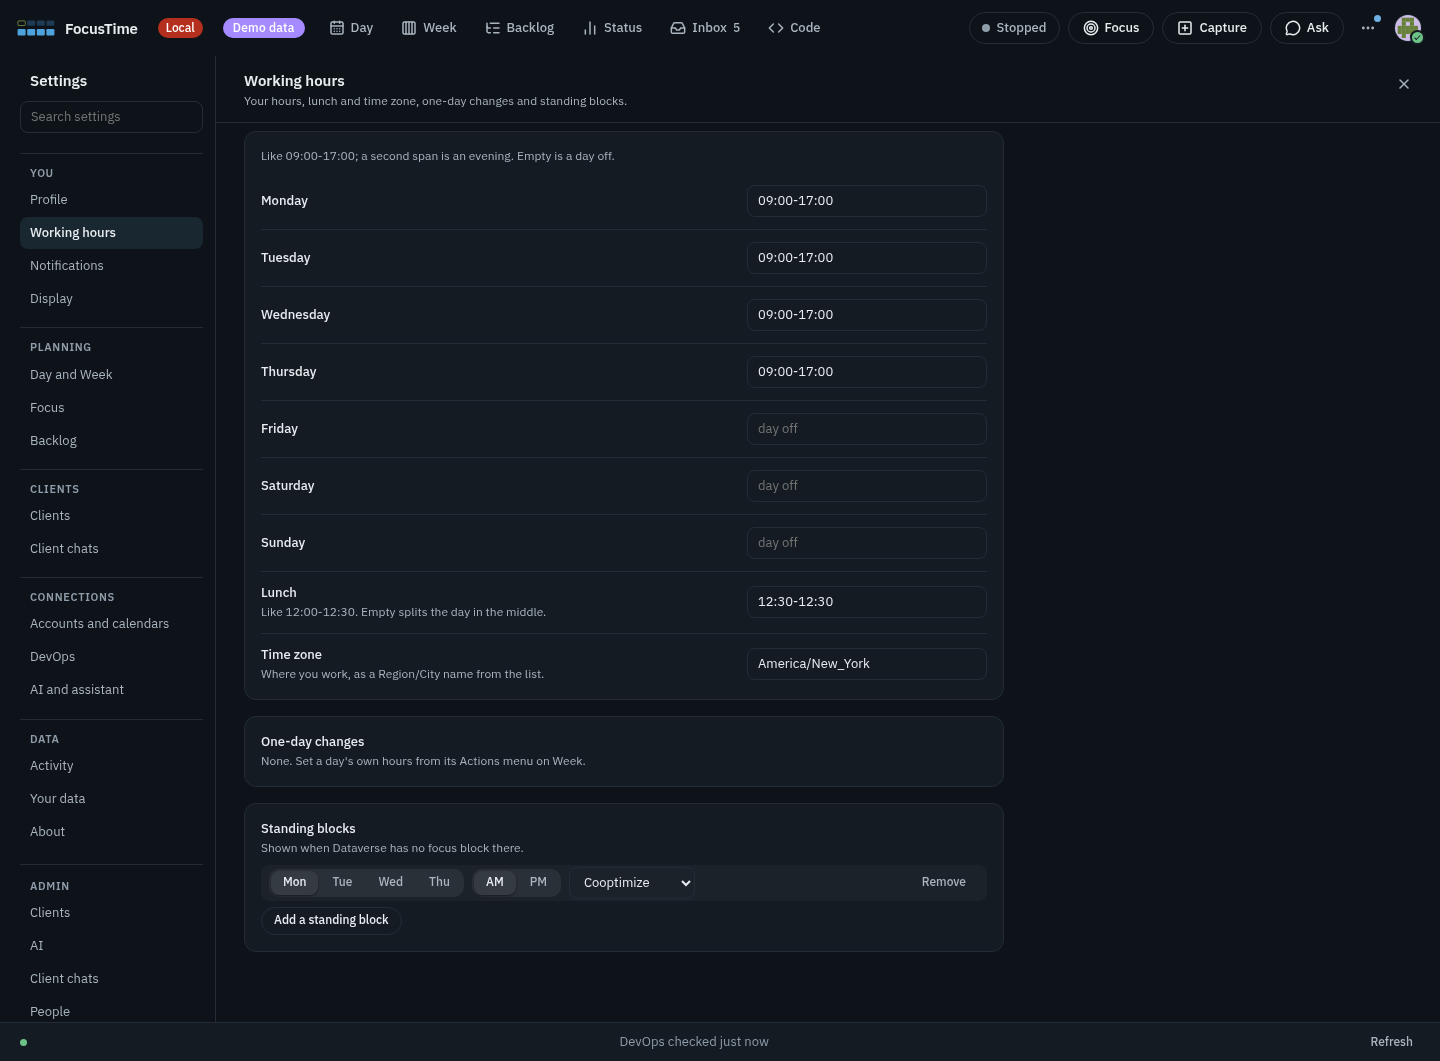 FocusTime
Local
Demo data
Day
Week
Backlog
Status
Inbox 5
Code
Stopped
Focus
Capture
Ask
Settings
Search settings
YOU
Profile
Working hours
Notifications
Display
PLANNING
Day and Week
Focus
Backlog
CLIENTS
Clients
Client chats
CONNECTIONS
Accounts and calendars
DevOps
AI and assistant
DATA
Activity
Your data
About
ADMIN
Clients
AI
Client chats
People
Working hours
Your hours, lunch and time zone, one-day changes and standing blocks.
Like 09:00-17:00; a second span is an evening. Empty is a day off.
Monday 09:00-17:00
Tuesday 09:00-17:00
Wednesday 09:00-17:00
Thursday 09:00-17:00
Friday day off
Saturday day off
Sunday day off
Lunch
Like 12:00-12:30. Empty splits the day in the middle.
12:30-12:30
Time zone
Where you work, as a Region/City name from the list.
America/New_York
One-day changes
None. Set a day's own hours from its Actions menu on Week.
Standing blocks
Shown when Dataverse has no focus block there.
Mon Tue Wed Thu AM PM Cooptimize Remove
Add a standing block
DevOps checked just now
Refresh